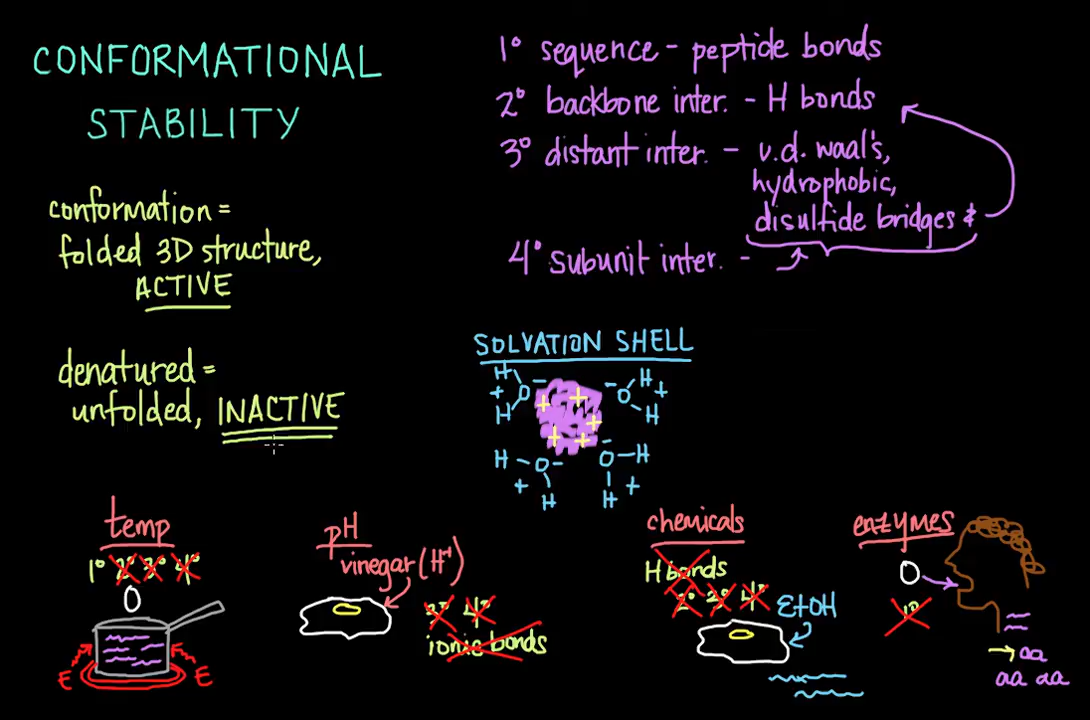 CONFORMATIONAL
STABILITY
conformation =
folded 3D structure,
ACTIVE
denatured =
unfolded, INACTIVE
1° sequence - peptide bonds
2° backbone inter. - H bonds
3° distant inter. - v.d. waal's,
hydrophobic,
disulfide bridges &
4° subunit inter. -
SOLVATION SHELL
H O - H +
+ H
- O H + H
+ + + + +
H - O - + H
- O - H H +
temp
1° 2° 3° 4°
E E
pH
vinegar (H+)
3° 4°
ionic bonds
chemicals
H bonds
2° 3° 4°
EtOH
enzymes
1°
aa
aa aa